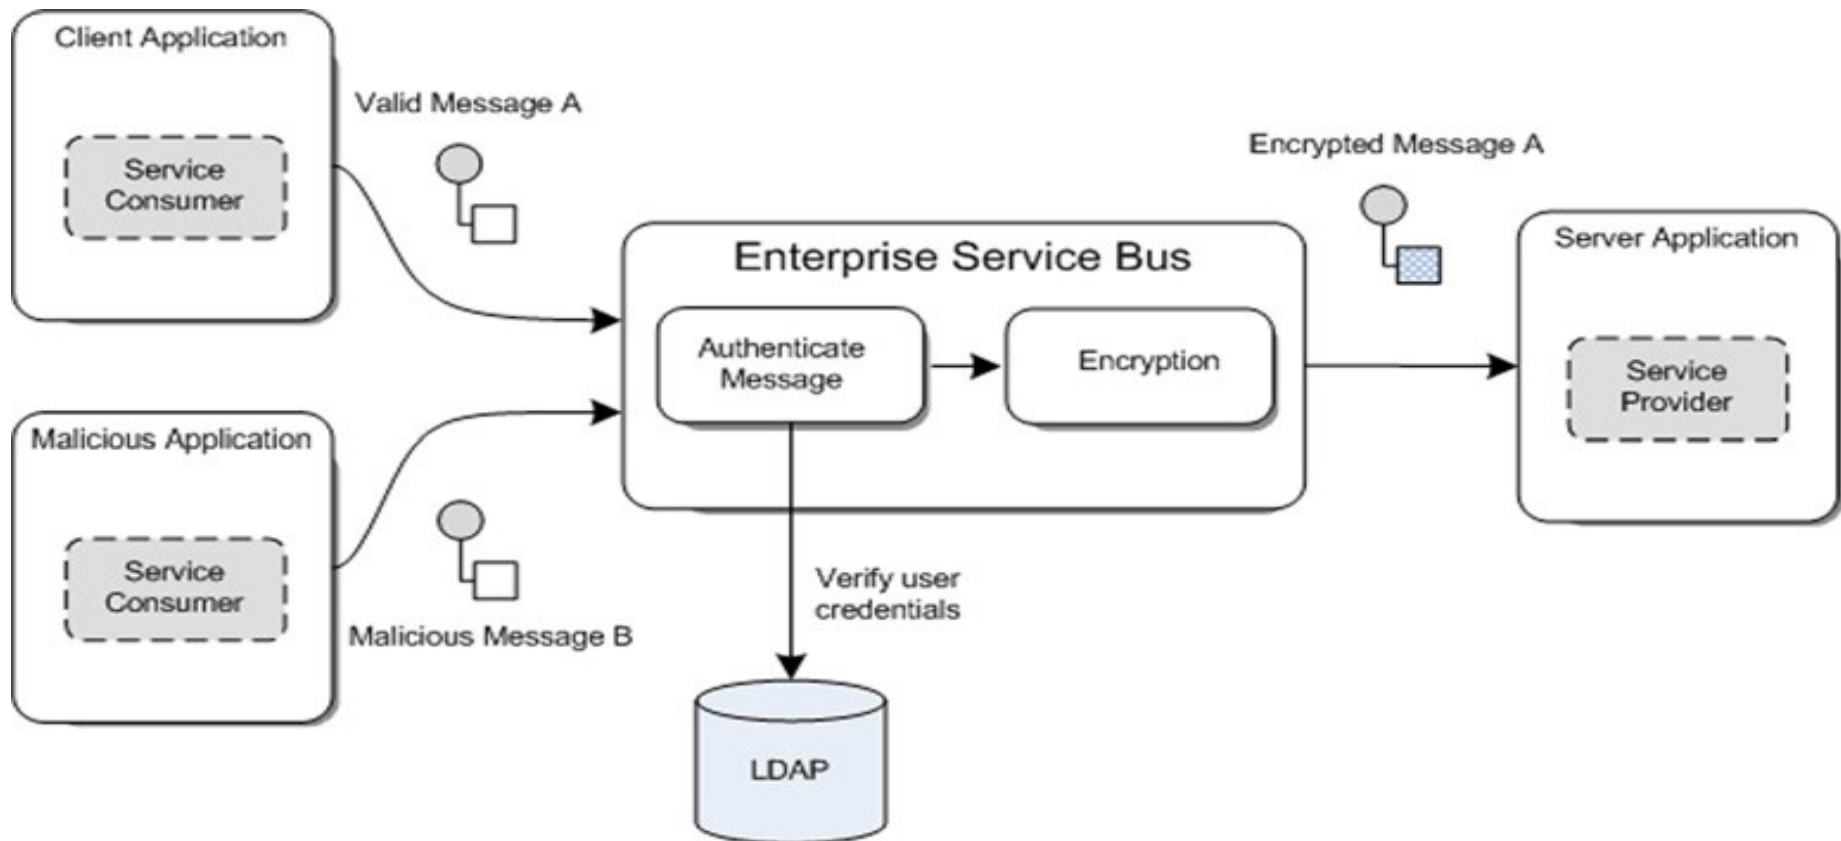 Client Application
Service
Consumer
Valid Message A
Malicious Application
Service
Consumer
Malicious Message B
Enterprise Service Bus
Authenticate
Message
Encryption
Verify user
credentials
LDAP
Encrypted Message A
Server Application
Service
Provider